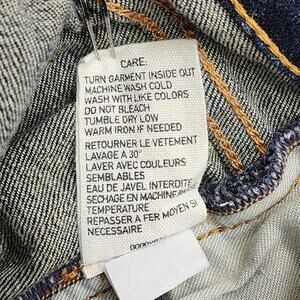 CARE:
TURN GARMENT INSIDE OUT
MACHINE WASH COLD
WASH WITH LIKE COLORS
DO NOT BLEACH
TUMBLE DRY LOW
WARM IRON IF NEEDED
RETOURNER LE VETEMENT
LAVAGE A 30°
LAVER AVEC COULEURS
SEMBLABLES
EAU DE JAVEL INTERDITE
SECHAGE EN MACHINE
TEMPERATURE
REPASSER A FER MOYEN SI
NECESSAIRE